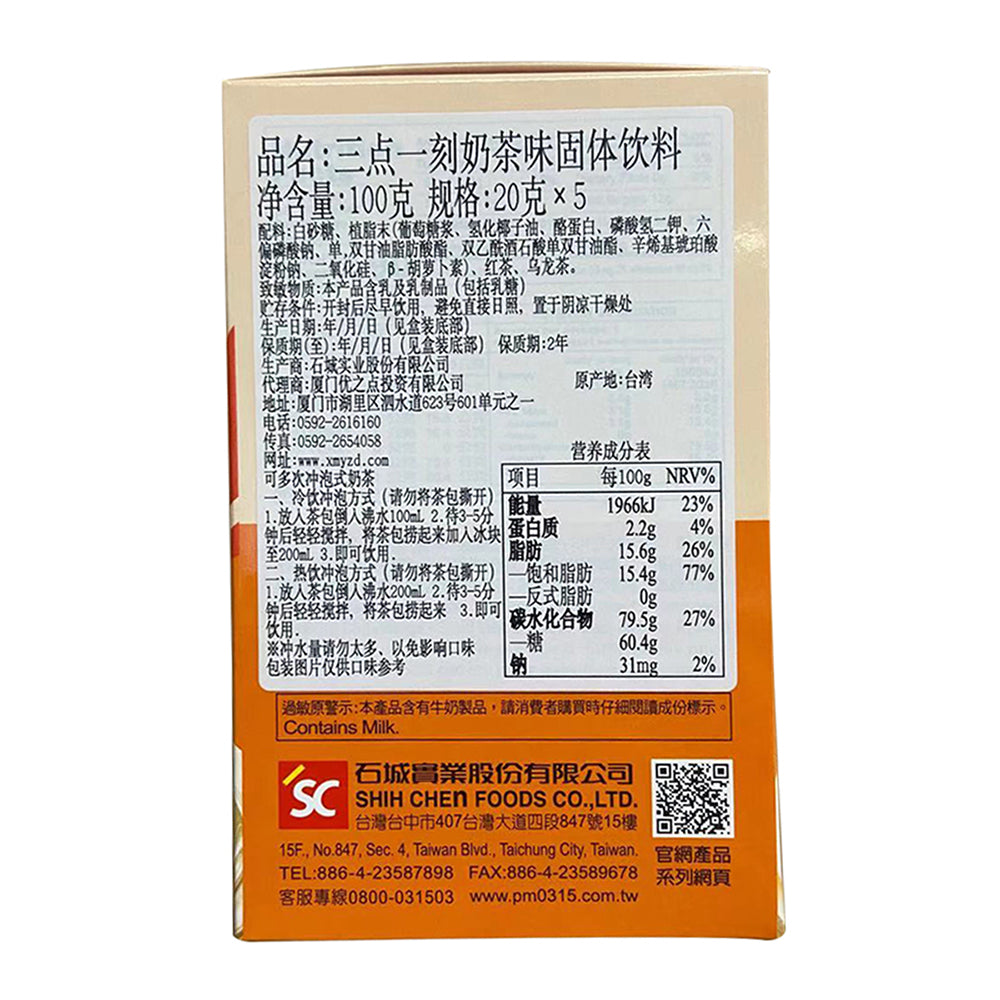 品名:三点一刻奶茶味固体饮料
净含量:100克 规格:20克×5
配料:白砂糖、植脂末(葡萄糖浆、氢化椰子油、酪蛋白、磷酸氢二钾、六
偏磷酸钠、单,双甘油脂肪酸酯、双乙酰酒石酸单双甘油酯、辛烯基琥珀酸
淀粉钠、二氧化硅、β-胡萝卜素)、红茶、乌龙茶。
致敏物质:本产品含乳及乳制品(包括乳糖)
贮存条件:开封后尽早饮用,避免直接日照,置于阴凉干燥处
生产日期:年/月/日(见盒装底部)
保质期(至):年/月/日(见盒装底部) 保质期:2年
生产商:石城实业股份有限公司
代理商:厦门优之点投资有限公司 原产地:台湾
地址:厦门市湖里区泗水道623号601单元之一
电话:0592-2616160
传真:0592-2654058
网址:www.xmyzd.com
可多次冲泡式奶茶
一、冷饮冲泡方式(请勿将茶包撕开)
1.放入茶包倒入沸水100mL 2.待3-5分
钟后轻轻搅拌,将茶包捞起来加入冰块
至200mL 3.即可饮用.
二、热饮冲泡方式(请勿将茶包撕开)
1.放入茶包倒入沸水200mL 2.待3-5分
钟后轻轻搅拌,将茶包捞起来 3.即可
饮用.
※冲水量请勿太多、以免影响口味
包装图片仅供口味参考
营养成分表
项目 每100g NRV%
能量 1966kJ 23%
蛋白质 2.2g 4%
脂肪 15.6g 26%
—饱和脂肪 15.4g 77%
—反式脂肪 0g
碳水化合物 79.5g 27%
—糖 60.4g
钠 31mg 2%
過敏原警示:本產品含有牛奶製品,請消費者購買時仔細閱讀成份標示。
Contains Milk.
SC
石城實業股份有限公司
SHIH CHEN FOODS CO.,LTD.
台灣台中市407台灣大道四段847號15樓
15F., No.847, Sec. 4, Taiwan Blvd., Taichung City, Taiwan.
TEL:886-4-23587898 FAX:886-4-23589678
客服專線0800-031503 www.pm0315.com.tw
官網產品
系列網頁